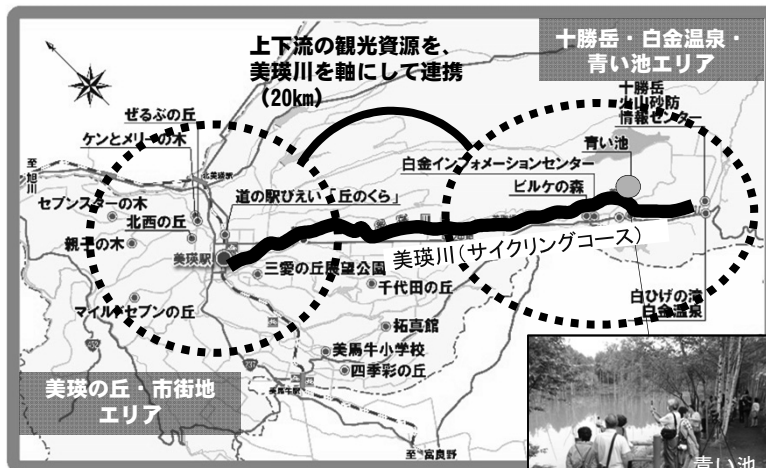 上下流の観光資源を、
美瑛川を軸にして連携
（20km）
十勝岳・白金温泉・
青い池エリア
十勝岳
火山砂防
情報センター
青い池
白金インフォメーションセンター
ビルケの森
ぜるぶの丘
ケンとメリーの木
至
旭川
北美瑛駅
セブンスターの木
北西の丘
道の駅びえい「丘のくら」
親子の木
美瑛駅
美瑛川（サイクリングコース）
三愛の丘展望公園
千代田の丘
マイルドセブンの丘
白ひげの滝
白金温泉
拓真館
美馬牛小学校
四季彩の丘
美馬牛駅
美瑛の丘・市街地
エリア
至 富良野
青い池